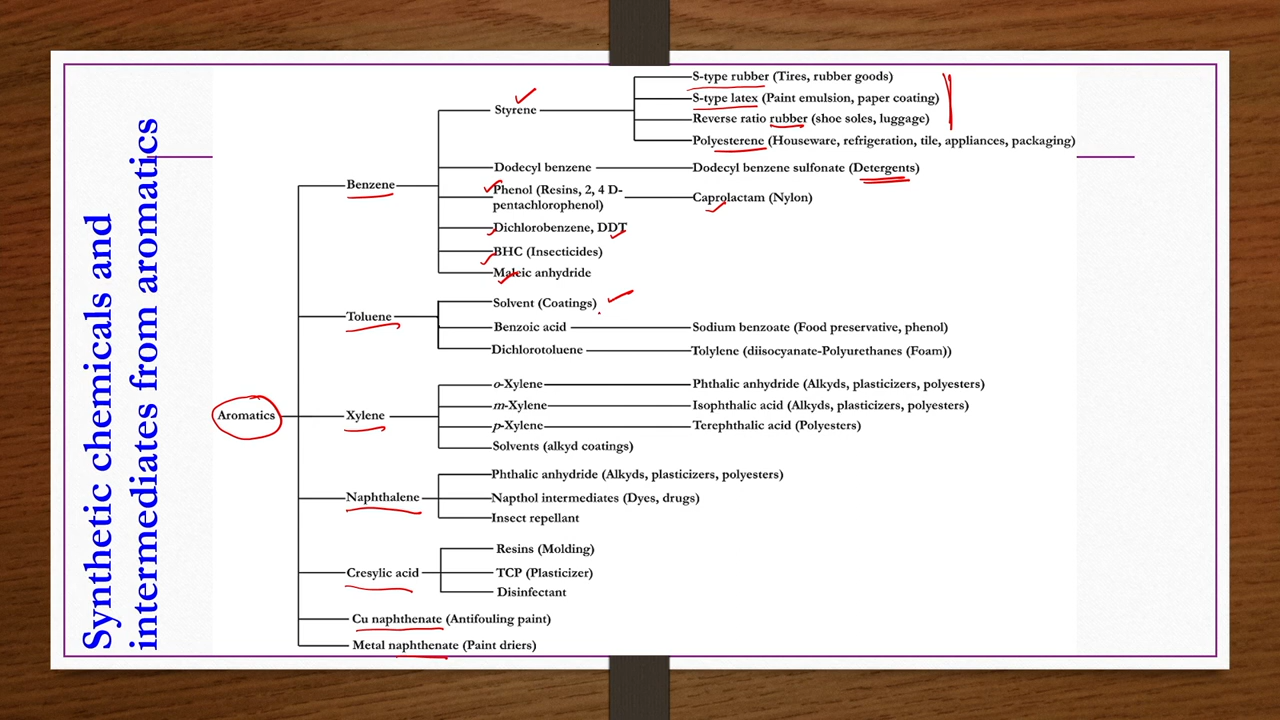 Synthetic chemicals and
intermediates from aromatics
Aromatics
Benzene
Styrene
S-type rubber (Tires, rubber goods)
S-type latex (Paint emulsion, paper coating)
Reverse ratio rubber (shoe soles, luggage)
Polyesterene (Houseware, refrigeration, tile, appliances, packaging)
Dodecyl benzene
Dodecyl benzene sulfonate (Detergents)
Phenol (Resins, 2, 4 D-
pentachlorophenol)
Caprolactam (Nylon)
Dichlorobenzene, DDT
BHC (Insecticides)
Maleic anhydride
Toluene
Solvent (Coatings)
Benzoic acid
Sodium benzoate (Food preservative, phenol)
Dichlorotoluene
Tolylene (diisocyanate-Polyurethanes (Foam))
Xylene
o-Xylene
Phthalic anhydride (Alkyds, plasticizers, polyesters)
m-Xylene
Isophthalic acid (Alkyds, plasticizers, polyesters)
p-Xylene
Terephthalic acid (Polyesters)
Solvents (alkyd coatings)
Naphthalene
Phthalic anhydride (Alkyds, plasticizers, polyesters)
Napthol intermediates (Dyes, drugs)
Insect repellant
Cresylic acid
Resins (Molding)
TCP (Plasticizer)
Disinfectant
Cu naphthenate (Antifouling paint)
Metal naphthenate (Paint driers)